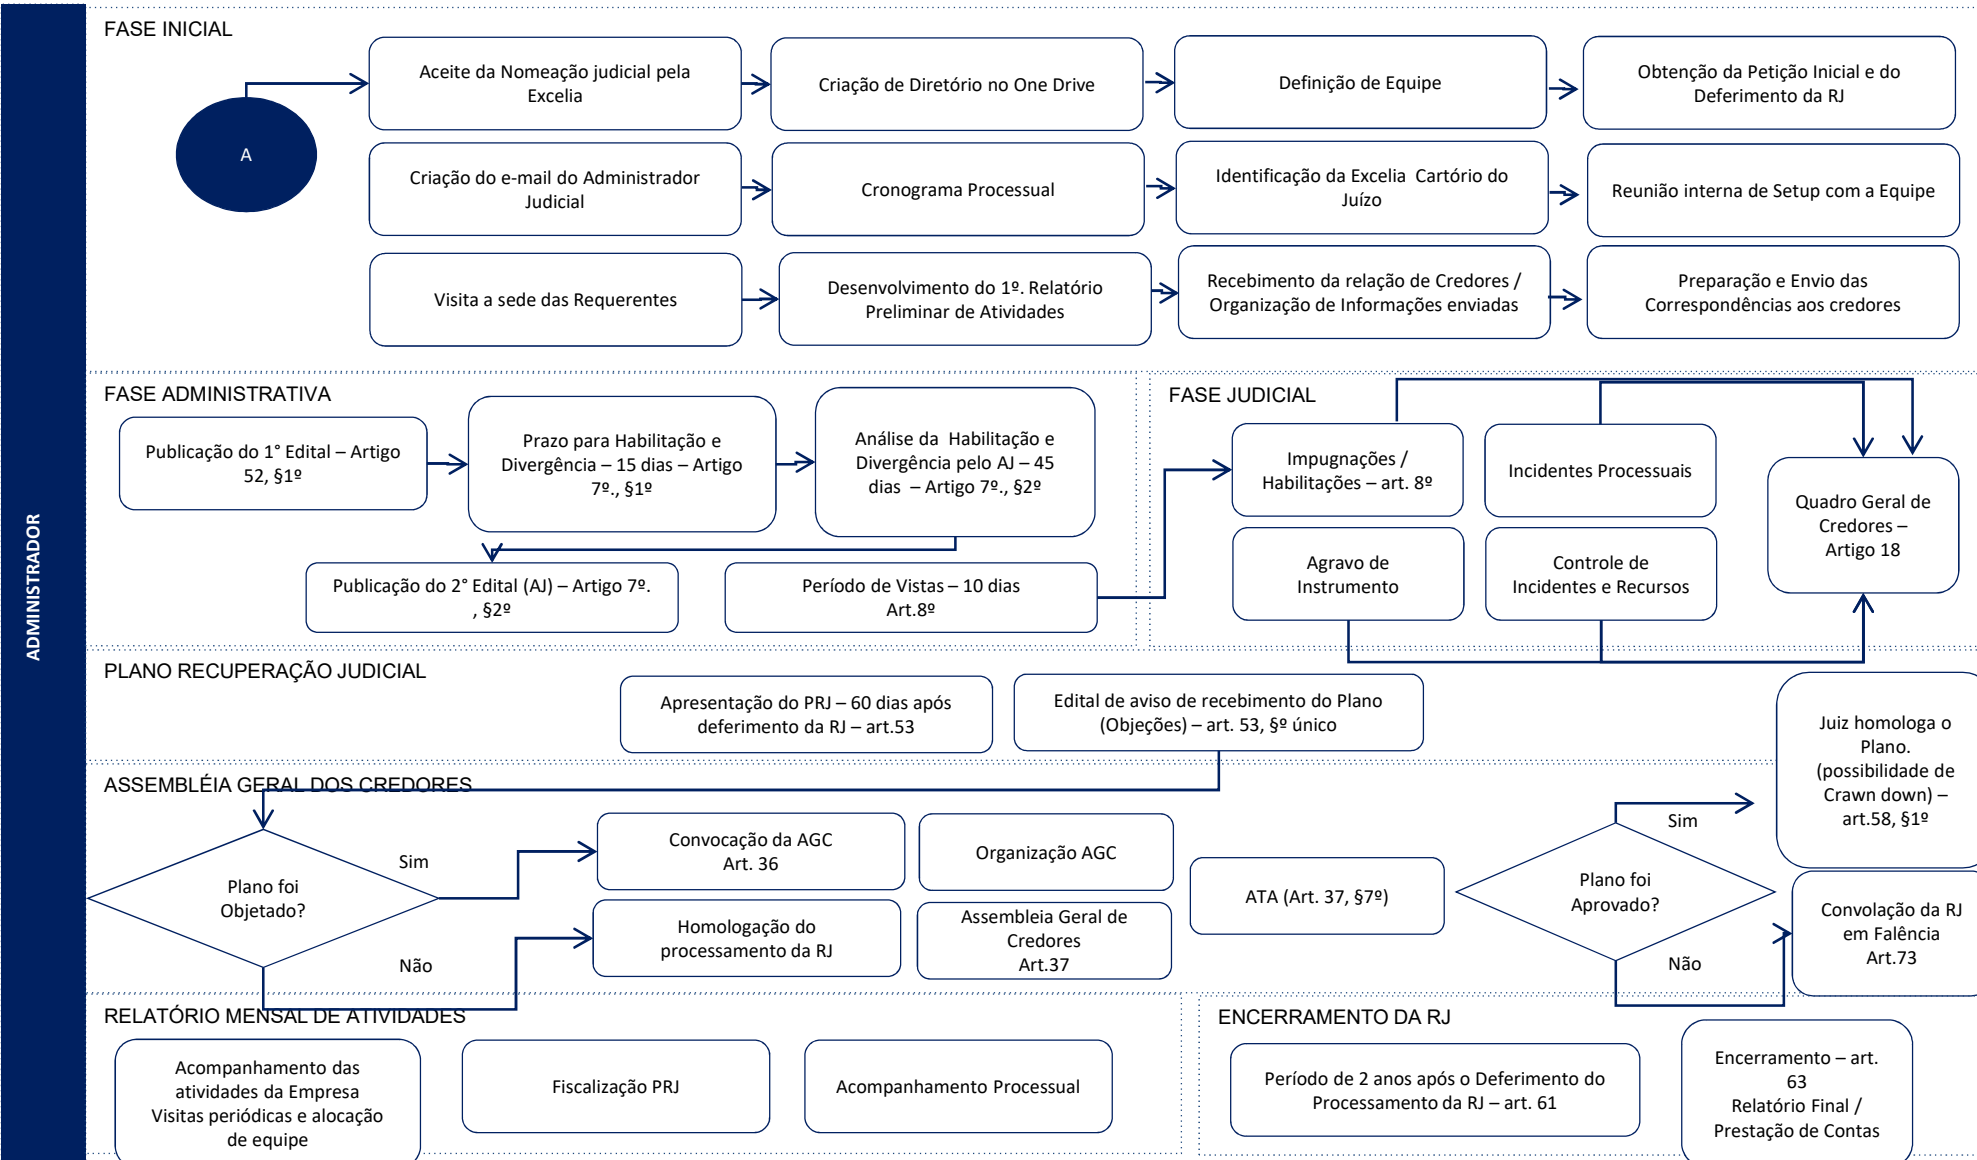 ADMINISTRADOR
FASE INICIAL
A
Aceite da Nomeação judicial pela
Excelia
Criação de Diretório no One Drive
Definição de Equipe
Obtenção da Petição Inicial e do
Deferimento da RJ
Criação do e-mail do Administrador
Judicial
Cronograma Processual
Identificação da Excelia  Cartório do
Juízo
Reunião interna de Setup com a Equipe
Visita a sede das Requerentes
Desenvolvimento do 1º. Relatório
Preliminar de Atividades
Recebimento da relação de Credores /
Organização de Informações enviadas
Preparação e Envio das
Correspondências aos credores
FASE ADMINISTRATIVA
Publicação do 1° Edital – Artigo
52, §1º
Prazo para Habilitação e
Divergência – 15 dias – Artigo
7º., §1º
Análise da  Habilitação e
Divergência pelo AJ – 45
dias  – Artigo 7º., §2º
Publicação do 2° Edital (AJ) – Artigo 7º.
, §2º
Período de Vistas – 10 dias
Art.8º
FASE JUDICIAL
Impugnações /
Habilitações – art. 8º
Incidentes Processuais
Agravo de
Instrumento
Controle de
Incidentes e Recursos
Quadro Geral de
Credores –
Artigo 18
PLANO RECUPERAÇÃO JUDICIAL
Apresentação do PRJ – 60 dias após
deferimento da RJ – art.53
Edital de aviso de recebimento do Plano
(Objeções) – art. 53, §º único
Juiz homologa o
Plano.
(possibilidade de
Crawn down) –
art.58, §1º
ASSEMBLÉIA GERAL DOS CREDORES
Plano foi
Objetado?
Sim
Não
Convocação da AGC
Art. 36
Organização AGC
Homologação do
processamento da RJ
Assembleia Geral de
Credores
Art.37
ATA (Art. 37, §7º)
Plano foi
Aprovado?
Sim
Não
Convolação da RJ
em Falência
Art.73
RELATÓRIO MENSAL DE ATIVIDADES
Acompanhamento das
atividades da Empresa
Visitas periódicas e alocação
de equipe
Fiscalização PRJ
Acompanhamento Processual
ENCERRAMENTO DA RJ
Período de 2 anos após o Deferimento do
Processamento da RJ – art. 61
Encerramento – art.
63
Relatório Final /
Prestação de Contas